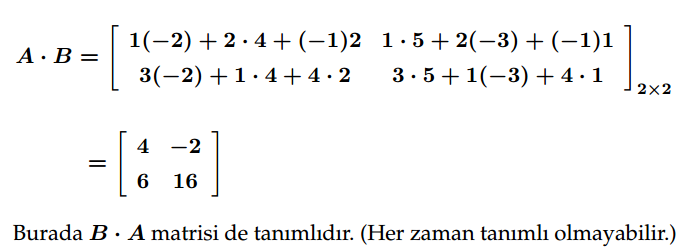 A · B = [ 1(−2) + 2 · 4 + (−1)2   1 · 5 + 2(−3) + (−1)1
3(−2) + 1 · 4 + 4 · 2   3 · 5 + 1(−3) + 4 · 1 ]2×2
= [ 4   −2
6   16 ]
Burada B · A matrisi de tanımlıdır. (Her zaman tanımlı olmayabilir.)